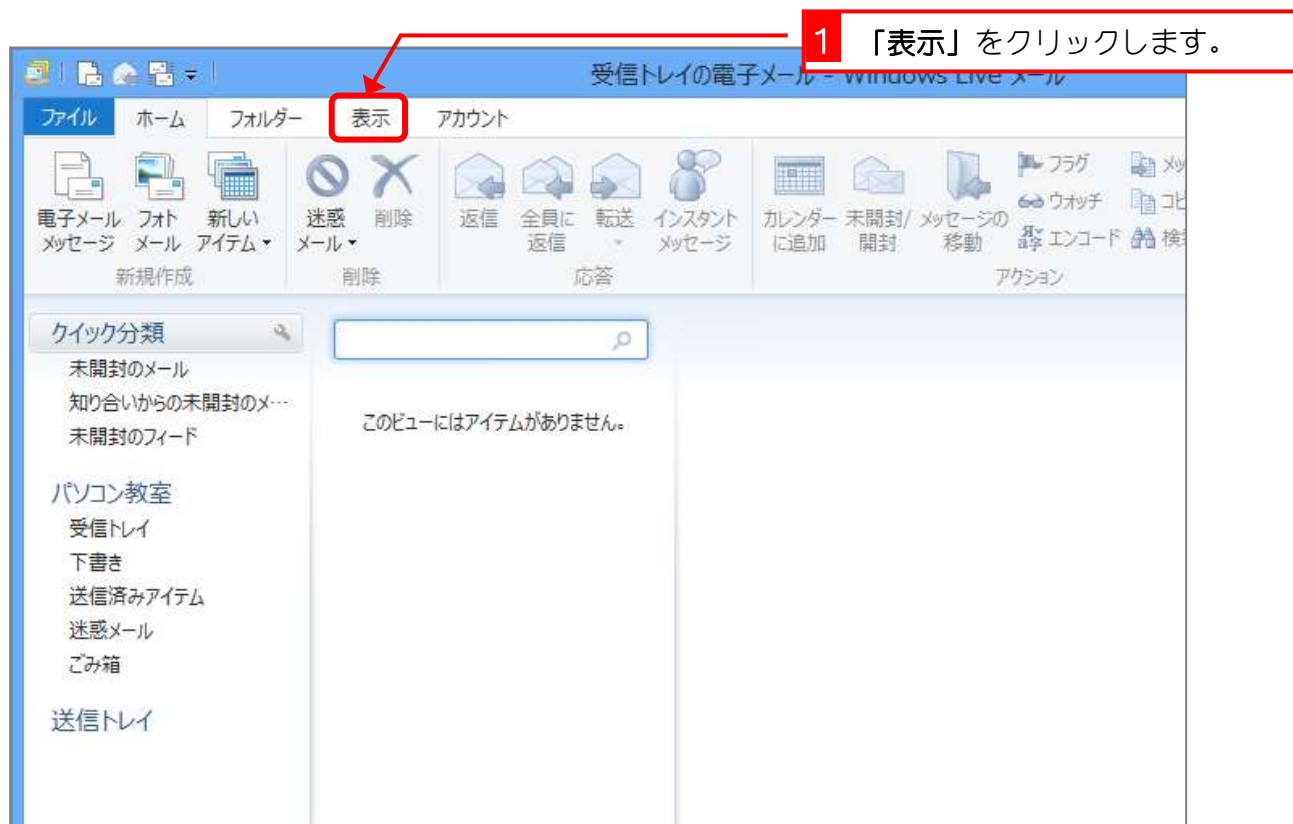 1 「表示」をクリックします。
受信トレイの電子メール - Windows Live メール
ファイル ホーム フォルダー 表示 アカウント
電子メール メッセージ
フォト メール
新しい アイテム
迷惑 メール
削除
返信
全員に 返信
転送
インスタント メッセージ
カレンダー に追加
未開封/ 開封
メッセージの 移動
フラグ
ウォッチ
エンコード
メッ
コピ
検索
新規作成 削除 応答 アクション
クイック分類
未開封のメール
知り合いからの未開封のメ…
未開封のフィード
このビューにはアイテムがありません。
パソコン教室
受信トレイ
下書き
送信済みアイテム
迷惑メール
ごみ箱
送信トレイ